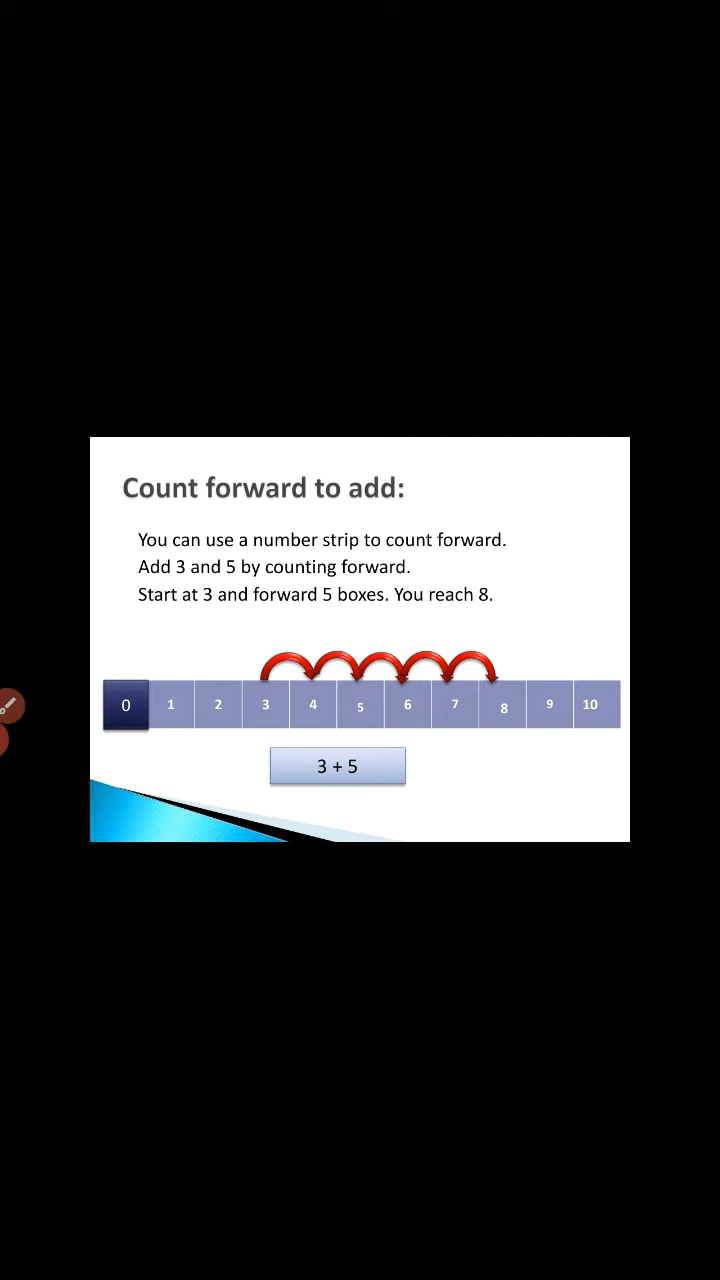 Count forward to add:
You can use a number strip to count forward.
Add 3 and 5 by counting forward.
Start at 3 and forward 5 boxes. You reach 8.
0 1 2 3 4 5 6 7 8 9 10
3 + 5